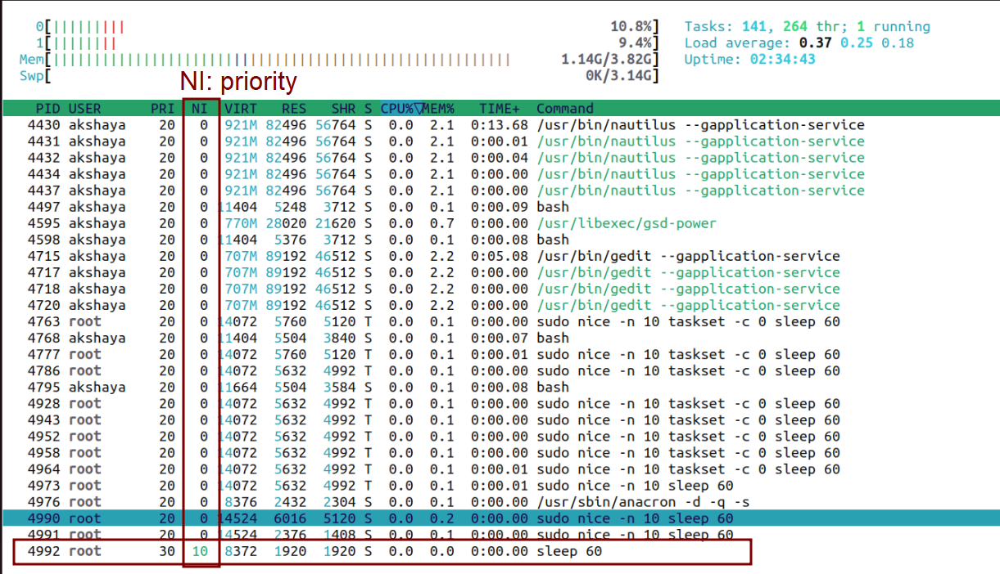 0[||||||||| 10.8%] Tasks: 141, 264 thr; 1 running
1[|||||||| 9.4%] Load average: 0.37 0.25 0.18
Mem[|||||||||||||||||||||||||||||||||||||||||||||||||||||| 1.14G/3.82G] Uptime: 02:34:43
Swp[ 0K/3.14G]
NI: priority
PID USER PRI NI VIRT RES SHR S CPU%▽MEM% TIME+ Command
4430 akshaya 20 0 921M 82496 56764 S 0.0 2.1 0:13.68 /usr/bin/nautilus --gapplication-service
4431 akshaya 20 0 921M 82496 56764 S 0.0 2.1 0:00.01 /usr/bin/nautilus --gapplication-service
4432 akshaya 20 0 921M 82496 56764 S 0.0 2.1 0:00.04 /usr/bin/nautilus --gapplication-service
4434 akshaya 20 0 921M 82496 56764 S 0.0 2.1 0:00.00 /usr/bin/nautilus --gapplication-service
4437 akshaya 20 0 921M 82496 56764 S 0.0 2.1 0:00.00 /usr/bin/nautilus --gapplication-service
4497 akshaya 20 0 11404 5248 3712 S 0.0 0.1 0:00.09 bash
4595 akshaya 20 0 770M 28020 21620 S 0.0 0.7 0:00.00 /usr/libexec/gsd-power
4598 akshaya 20 0 11404 5376 3712 S 0.0 0.1 0:00.08 bash
4715 akshaya 20 0 707M 89192 46512 S 0.0 2.2 0:05.08 /usr/bin/gedit --gapplication-service
4717 akshaya 20 0 707M 89192 46512 S 0.0 2.2 0:00.00 /usr/bin/gedit --gapplication-service
4718 akshaya 20 0 707M 89192 46512 S 0.0 2.2 0:00.00 /usr/bin/gedit --gapplication-service
4720 akshaya 20 0 707M 89192 46512 S 0.0 2.2 0:00.00 /usr/bin/gedit --gapplication-service
4763 root 20 0 14072 5760 5120 T 0.0 0.1 0:00.00 sudo nice -n 10 taskset -c 0 sleep 60
4768 akshaya 20 0 11404 5504 3840 S 0.0 0.1 0:00.07 bash
4777 root 20 0 14072 5760 5120 T 0.0 0.1 0:00.01 sudo nice -n 10 taskset -c 0 sleep 60
4786 root 20 0 14072 5632 4992 T 0.0 0.1 0:00.00 sudo nice -n 10 taskset -c 0 sleep 60
4795 akshaya 20 0 11664 5504 3584 S 0.0 0.1 0:00.08 bash
4928 root 20 0 14072 5632 4992 T 0.0 0.1 0:00.00 sudo nice -n 10 taskset -c 0 sleep 60
4943 root 20 0 14072 5632 4992 T 0.0 0.1 0:00.00 sudo nice -n 10 taskset -c 0 sleep 60
4952 root 20 0 14072 5632 4992 T 0.0 0.1 0:00.00 sudo nice -n 10 taskset -c 0 sleep 60
4958 root 20 0 14072 5632 4992 T 0.0 0.1 0:00.00 sudo nice -n 10 taskset -c 0 sleep 60
4964 root 20 0 14072 5632 4992 T 0.0 0.1 0:00.01 sudo nice -n 10 taskset -c 0 sleep 60
4973 root 20 0 14072 5632 4992 T 0.0 0.1 0:00.01 sudo nice -n 10 sleep 60
4976 root 20 0 8376 2432 2304 S 0.0 0.1 0:00.00 /usr/sbin/anacron -d -q -s
4990 root 20 0 14524 6016 5120 S 0.0 0.2 0:00.00 sudo nice -n 10 sleep 60
4991 root 20 0 14524 2376 1408 S 0.0 0.1 0:00.00 sudo nice -n 10 sleep 60
4992 root 30 10 8372 1920 1920 S 0.0 0.0 0:00.00 sleep 60